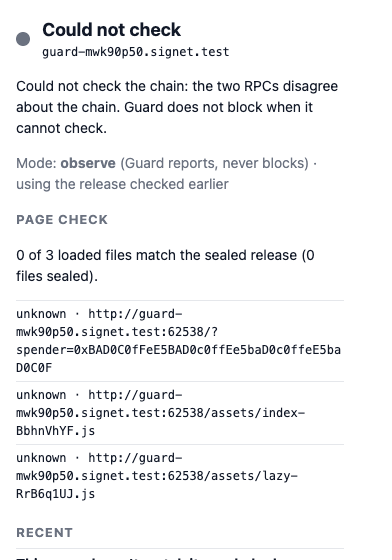 Could not check
guard-mwk90p50.signet.test
Could not check the chain: the two RPCs disagree
about the chain. Guard does not block when it
cannot check.
Mode: observe (Guard reports, never blocks) ·
using the release checked earlier
PAGE CHECK
0 of 3 loaded files match the sealed release (0
files sealed).
unknown · http://guard-
mwk90p50.signet.test:62538/?
spender=0xBAD0C0fFeE5BAD0c0ffEe5baD0c0ffeE5ba
D0C0F
unknown · http://guard-
mwk90p50.signet.test:62538/assets/index-
BbhnVhYF.js
unknown · http://guard-
mwk90p50.signet.test:62538/assets/lazy-
RrB6q1UJ.js
RECENT